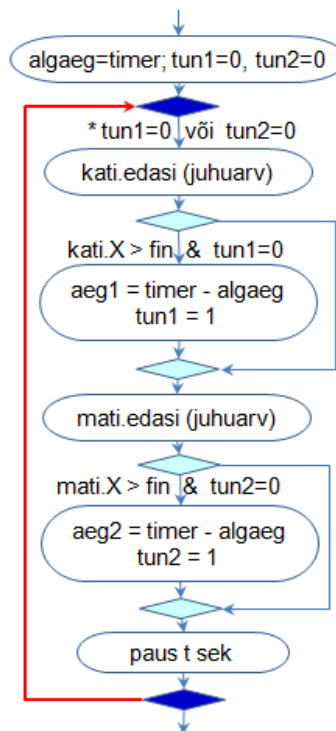 algaeg=timer; tun1=0, tun2=0
* tun1=0 või tun2=0
kati.edasi (juhuarv)
kati.X > fin & tun1=0
aeg1 = timer - algaeg
tun1 = 1
mati.edasi (juhuarv)
mati.X > fin & tun2=0
aeg2 = timer - algaeg
tun2 = 1
paus t sek